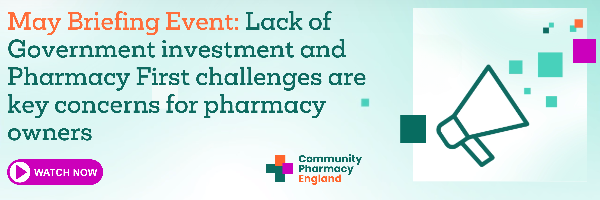 May Briefing Event: Lack of
Government investment and
Pharmacy First challenges are
key concerns for pharmacy
owners
WATCH NOW
Community
Pharmacy
England